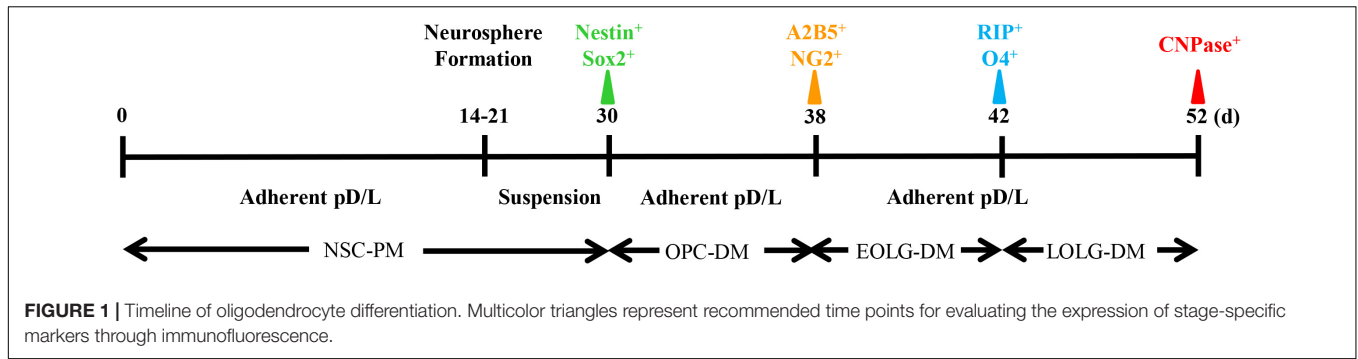 Neurosphere Nestin⁺ A2B5⁺ RIP⁺
Formation Sox2⁺ NG2⁺ O4⁺ CNPase⁺
0 14-21 30 38 42 52 (d)
Adherent pD/L Suspension Adherent pD/L Adherent pD/L
NSC-PM OPC-DM EOLG-DM LOLG-DM
FIGURE 1 | Timeline of oligodendrocyte differentiation. Multicolor triangles represent recommended time points for evaluating the expression of stage-specific
markers through immunofluorescence.